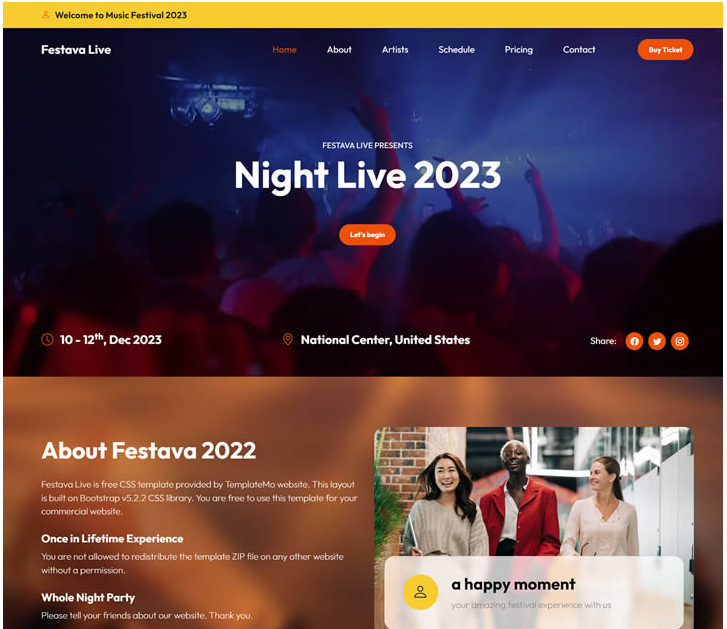 Welcome to Music Festival 2023
Festava Live
Home About Artists Schedule Pricing Contact Buy Ticket
FESTAVA LIVE PRESENTS
Night Live 2023
Let's begin
10 - 12th, Dec 2023
National Center, United States
Share:
About Festava 2022
Festava Live is free CSS template provided by TemplateMo website. This layout
is built on Bootstrap v5.2.2 CSS library. You are free to use this template for your
commercial website.
Once in Lifetime Experience
You are not allowed to redistribute the template ZIP file on any other website
without a permission.
Whole Night Party
Please tell your friends about our website. Thank you.
a happy moment
your amazing festival experience with us